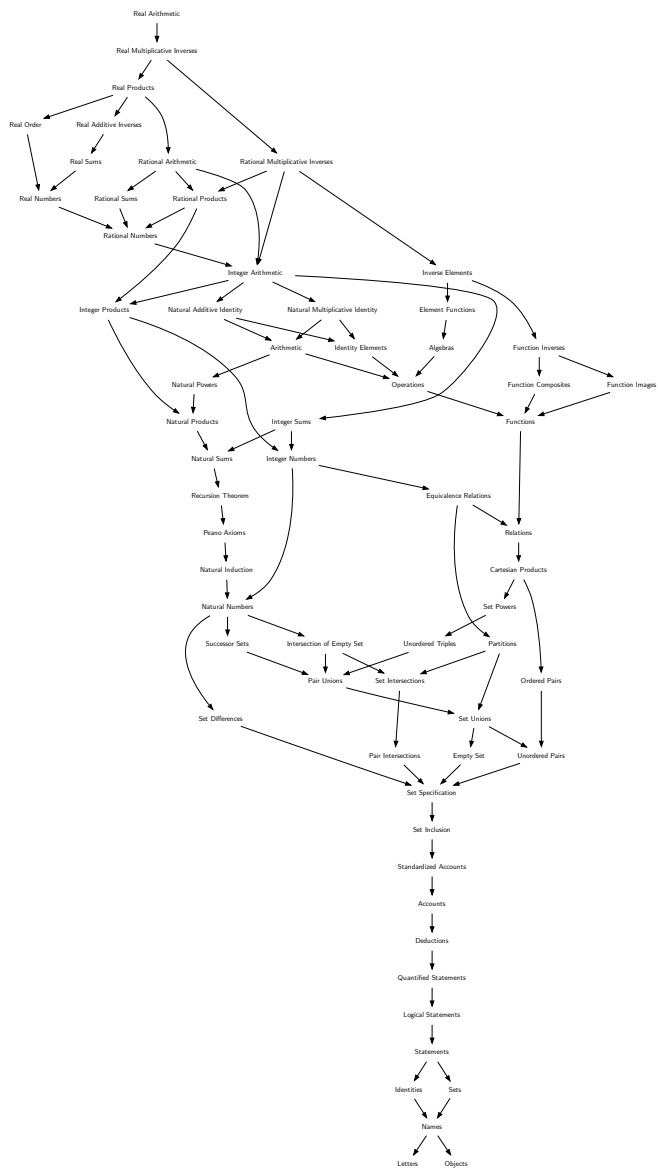 Real Arithmetic
Real Multiplicative Inverses
Real Products
Real Order
Real Additive Inverses
Real Sums
Rational Arithmetic
Rational Multiplicative Inverses
Real Numbers
Rational Sums
Rational Products
Rational Numbers
Integer Arithmetic
Inverse Elements
Integer Products
Natural Additive Identity
Natural Multiplicative Identity
Element Functions
Arithmetic
Identity Elements
Algebras
Function Inverses
Natural Powers
Operations
Function Composites
Function Images
Natural Products
Integer Sums
Functions
Natural Sums
Integer Numbers
Recursion Theorem
Equivalence Relations
Peano Axioms
Relations
Natural Induction
Cartesian Products
Natural Numbers
Set Powers
Successor Sets
Intersection of Empty Set
Unordered Triples
Partitions
Pair Unions
Set Intersections
Ordered Pairs
Set Differences
Set Unions
Pair Intersections
Empty Set
Unordered Pairs
Set Specification
Set Inclusion
Standardized Accounts
Accounts
Deductions
Quantified Statements
Logical Statements
Statements
Identities
Sets
Names
Letters
Objects